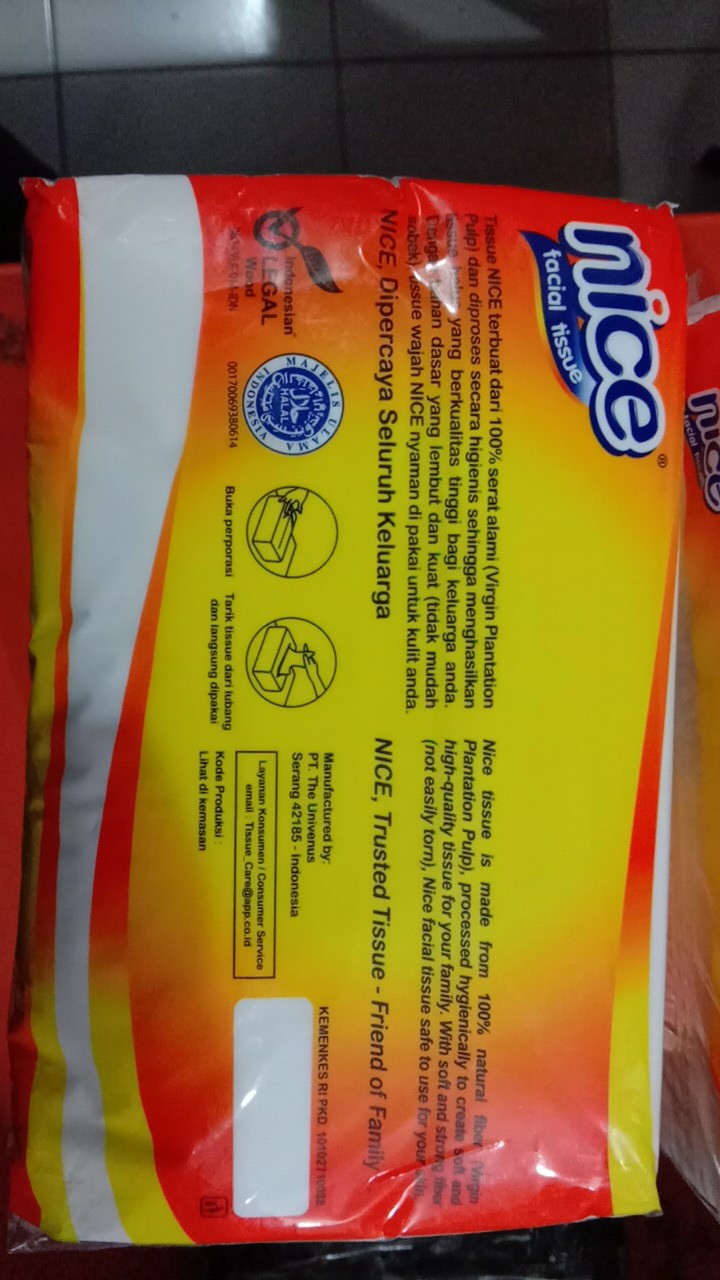 nice®
facial tissue
Tissue NICE terbuat dari 100% serat alami (Virgin Plantation
Pulp) dan diproses secara higienis sehingga menghasilkan
yang berkualitas tinggi bagi keluarga anda.
dasar yang lembut dan kuat (tidak mudah
sobek) tissue wajah NICE nyaman di pakai untuk kulit anda.
NICE, Dipercaya Seluruh Keluarga
Nice tissue is made from 100% natural fiber (Virgin
Plantation Pulp), processed hygienically to create soft and
high-quality tissue for your family. With soft and strong fiber
(not easily torn), Nice facial tissue safe to use for your
NICE, Trusted Tissue - Friend of Family
Indonesian
LEGAL
Wood
MAJELIS ULAMA INDONESIA
حلال
HALAL
00170069380614
Buka perporasi
Tarik tissue dari lubang
dan langsung dipakai
Manufactured by:
PT. The Univenus
Serang 42185 - Indonesia
Layanan Konsumen / Consumer Service
email : Tissue_Care@app.co.id
Kode Produksi :
Lihat di kemasan
KEMENKES RI PKD
nice
facial